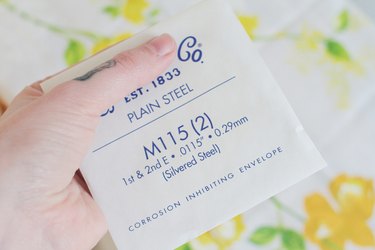 Co.®
EST. 1833
PLAIN STEEL
M115 (2)
1st & 2nd E • .0115" • 0.29mm
(Silvered Steel)
CORROSION INHIBITING ENVELOPE